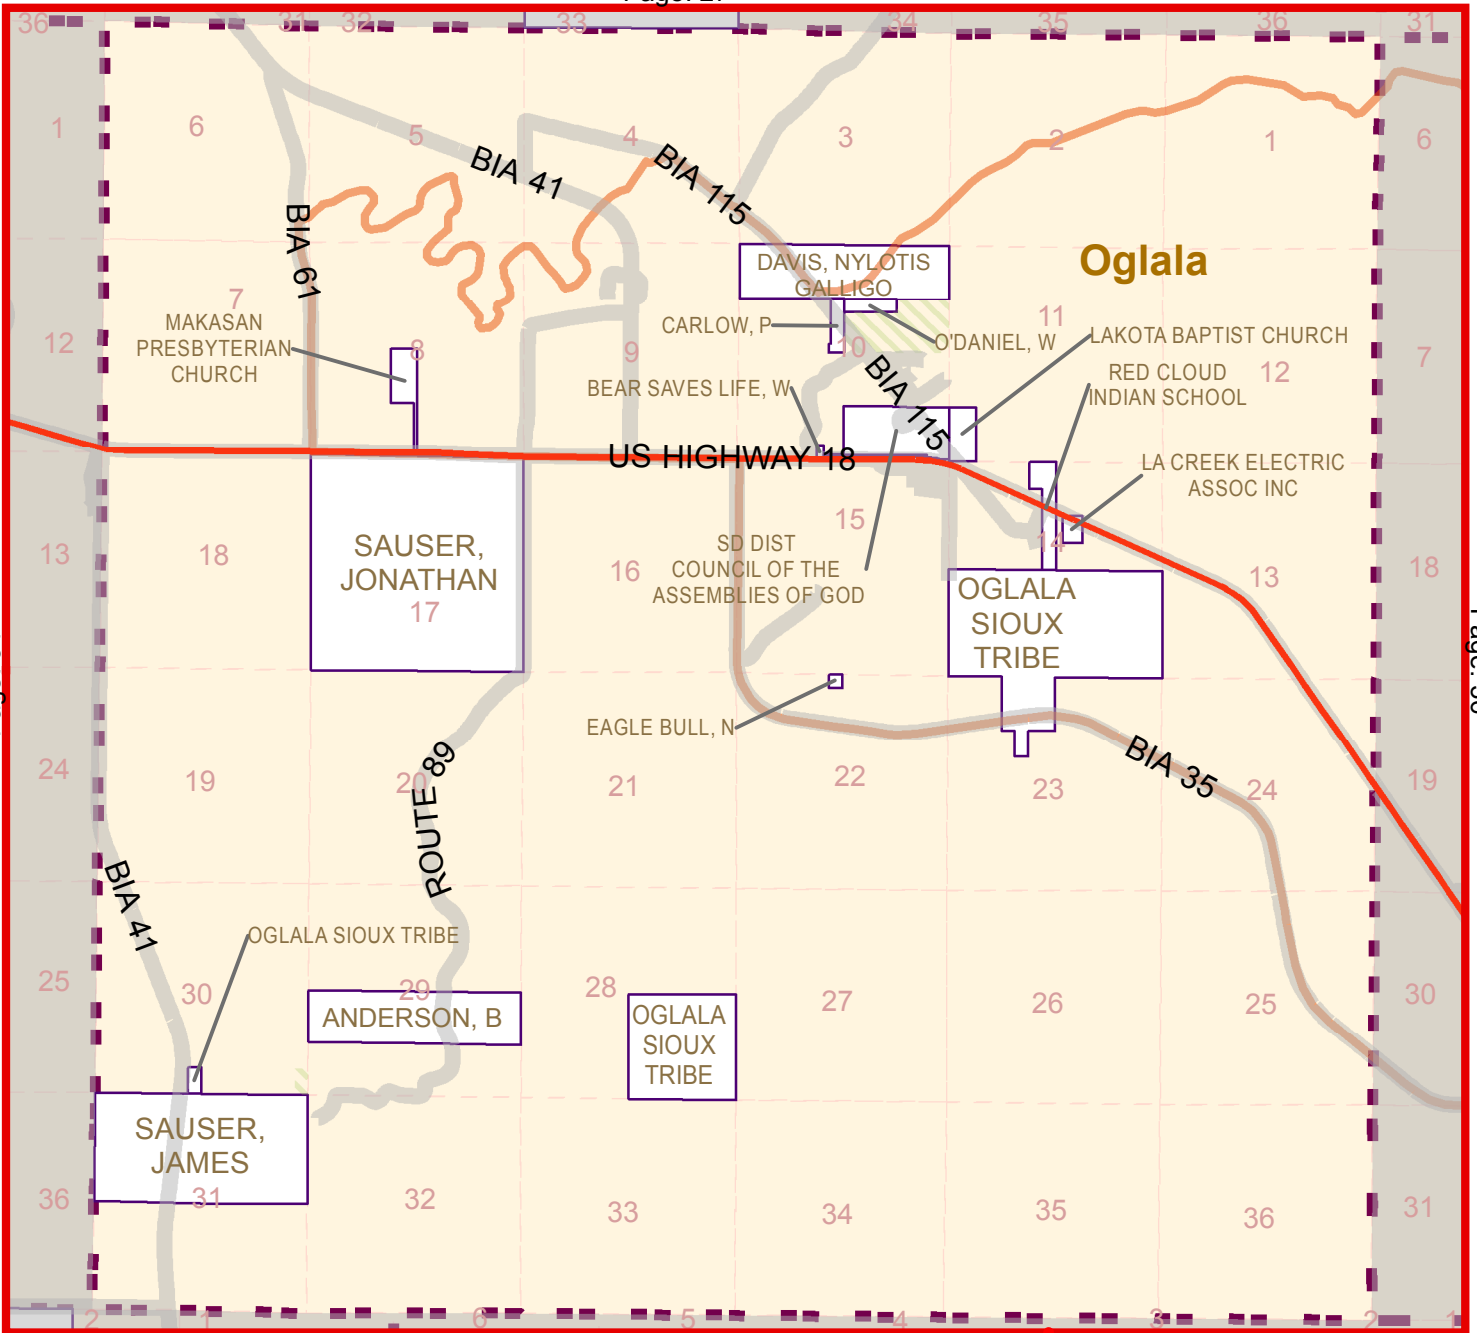 36
31
32
33
34
35
36
31
1
6
5
4
3
2
1
6
BIA 41
BIA 115
BIA 61
Oglala
DAVIS, NYLOTIS
GALLIGO
7
MAKASAN
PRESBYTERIAN
CHURCH
12
8
9
CARLOW, P
10
O'DANIEL, W
11
LAKOTA BAPTIST CHURCH
RED CLOUD
INDIAN SCHOOL
12
7
BEAR SAVES LIFE, W
BIA 115
US HIGHWAY 18
LA CREEK ELECTRIC
ASSOC INC
13
18
SAUSER,
JONATHAN
17
16
15
SD DIST
COUNCIL OF THE
ASSEMBLIES OF GOD
14
OGLALA
SIOUX
TRIBE
13
18
EAGLE BULL, N
BIA 35
24
19
20
ROUTE 89
21
22
23
24
19
BIA 41
OGLALA SIOUX TRIBE
25
30
29
ANDERSON, B
28
OGLALA
SIOUX
TRIBE
27
26
25
30
SAUSER,
JAMES
36
31
32
33
34
35
36
31
2
1
6
5
4
3
2
1